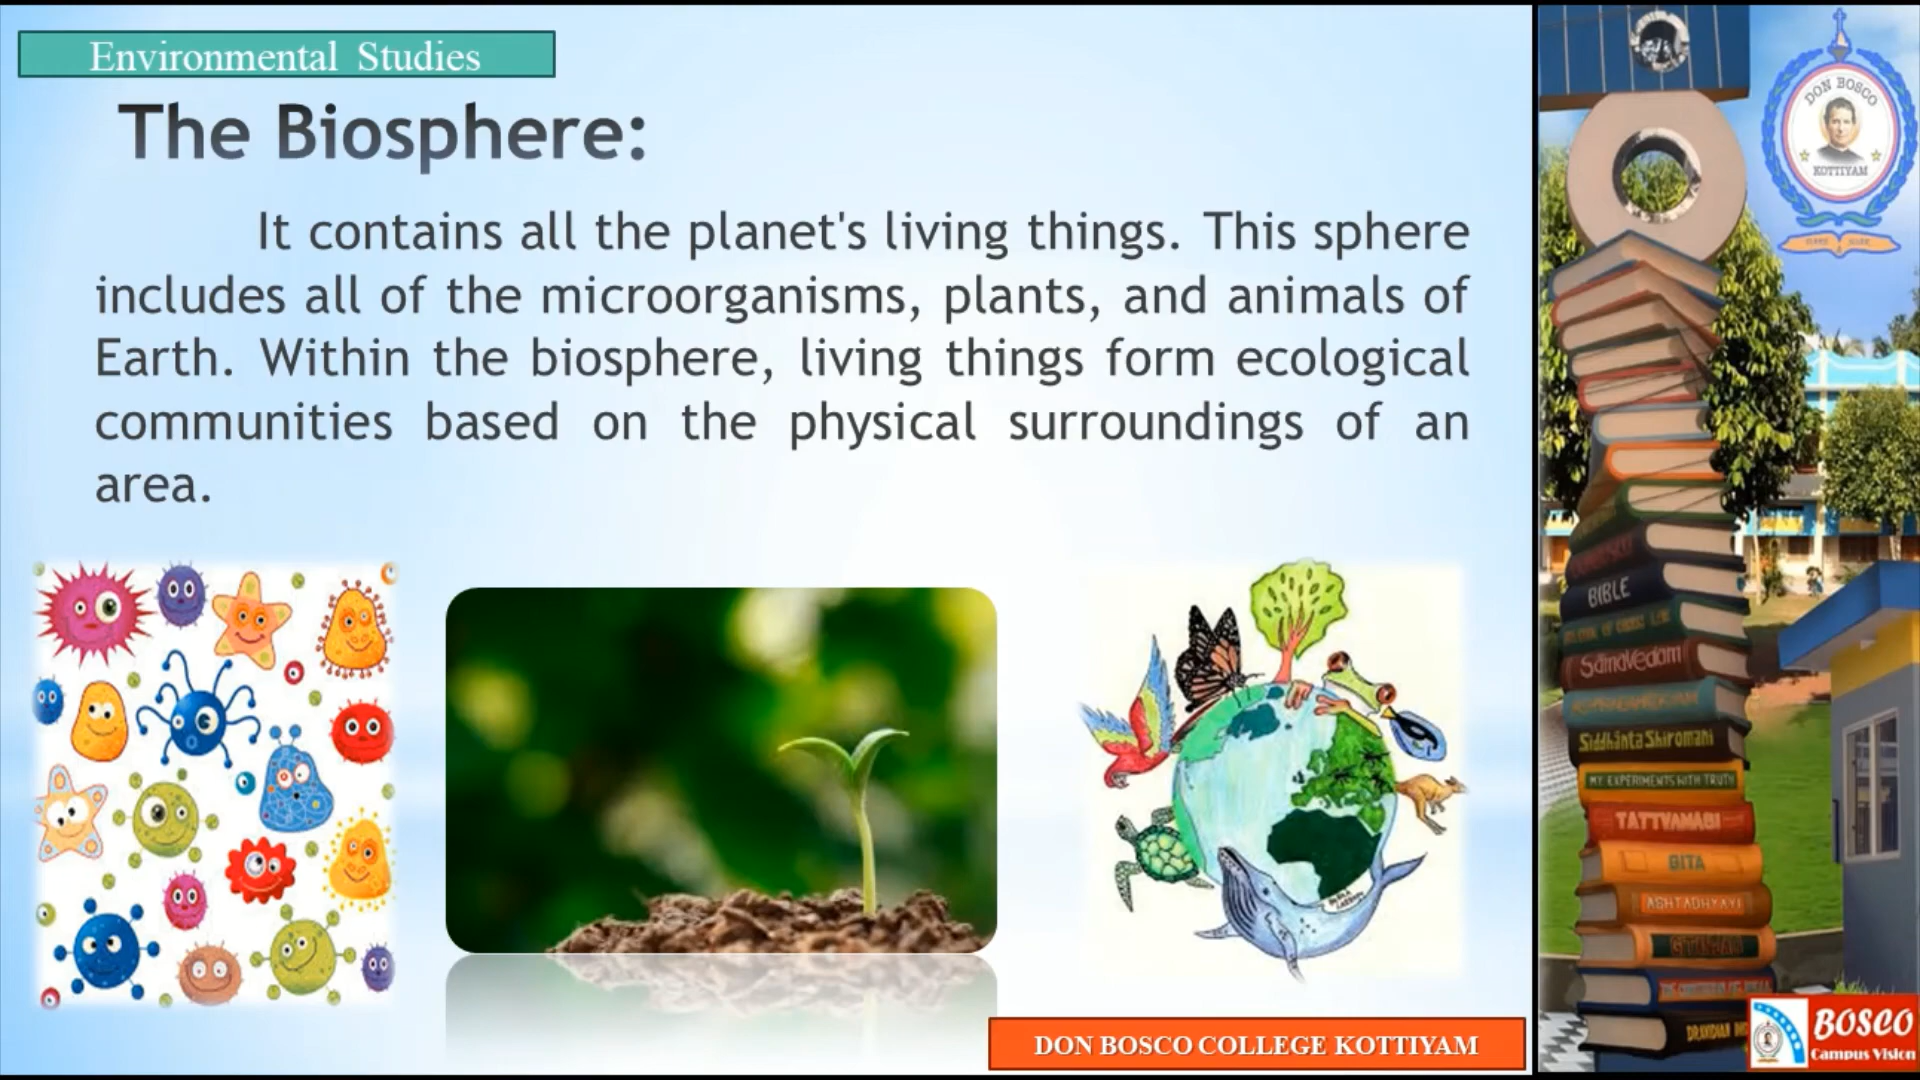 Environmental Studies
The Biosphere:
It contains all the planet's living things. This sphere
includes all of the microorganisms, plants, and animals of
Earth. Within the biosphere, living things form ecological
communities based on the physical surroundings of an
area.
DON BOSCO COLLEGE KOTTIYAM
DON BOSCO
KOTTIYAM
BIBLE
SāmaVedam
Siddhānta Shiromani
MY EXPERIMENTS WITH TRUTH
TATTVAMASI
GITA
ASHTADHYAYI
GITANJALI
BOSCO
Campus Vision